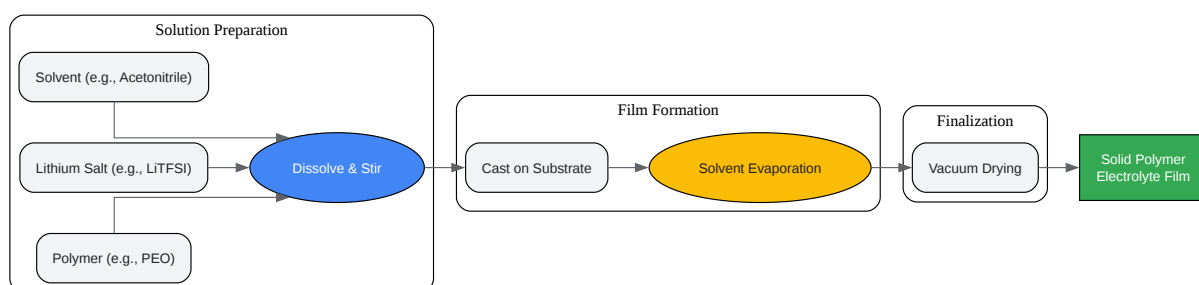 Solution Preparation
Solvent (e.g., Acetonitrile)
Lithium Salt (e.g., LiTFSI)
Polymer (e.g., PEO)
Dissolve & Stir
Film Formation
Cast on Substrate
Solvent Evaporation
Finalization
Vacuum Drying
Solid Polymer
Electrolyte Film